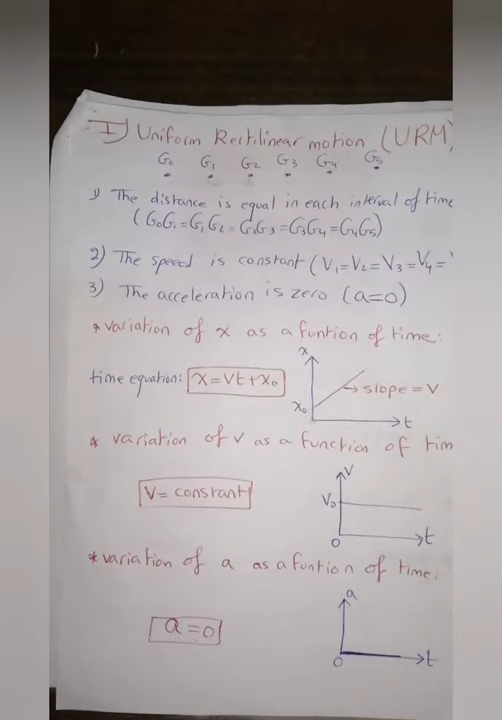 I) Uniform Rectilinear motion (URM)
G₀ G₁ G₂ G₃ G₄ G₅
1) The distance is equal in each interval of time
(G₀G₁=G₁G₂=G₂G₃=G₃G₄=G₄G₅)
2) The speed is constant (V₁=V₂=V₃=V₄=
3) The acceleration is zero (a=0)
*variation of x as a funtion of time:
time equation: x=Vt+x₀
x
x₀
slope=V
t
* variation of v as a function of tim
V= constant
V
V₀
0
t
*variation of a as a funtion of time:
a=0
a
0
t